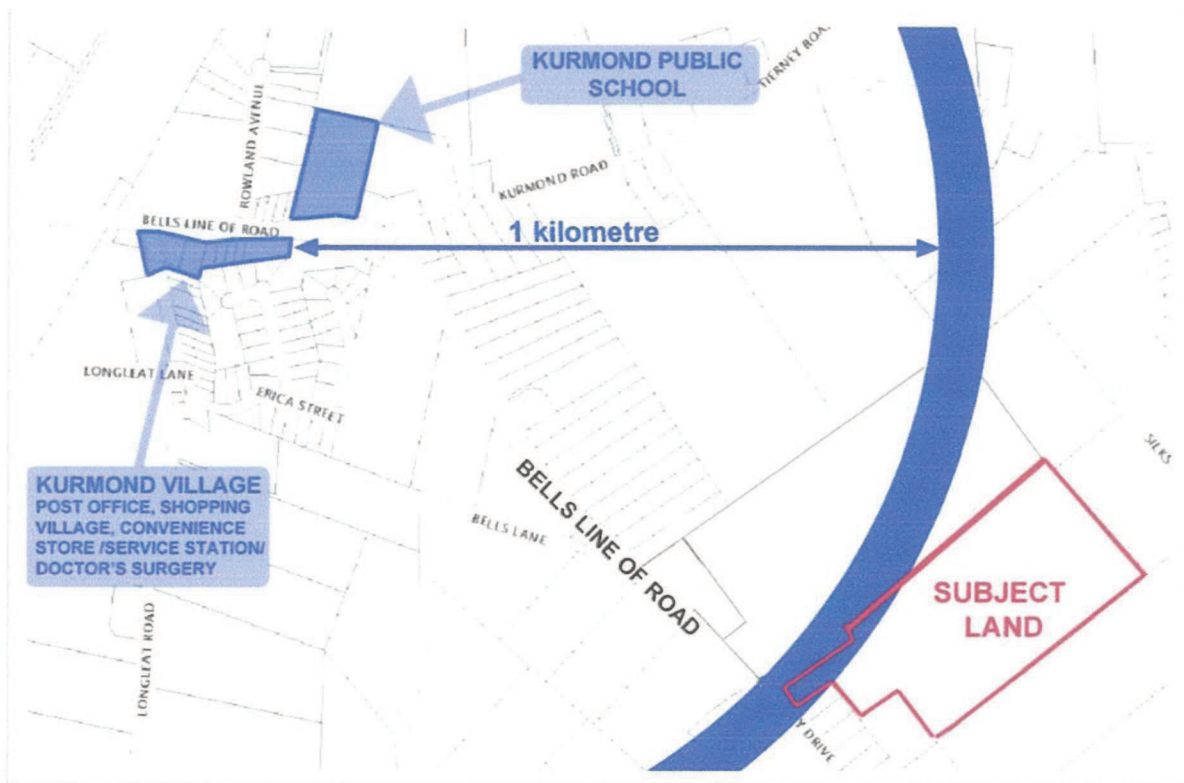 KURMOND PUBLIC
SCHOOL
TIERNEY ROAD
ROWLAND AVENUE
KURMOND ROAD
BELLS LINE OF ROAD
1 kilometre
LONGLEAT LANE
ERICA STREET
KURMOND VILLAGE
POST OFFICE, SHOPPING
VILLAGE, CONVENIENCE
STORE /SERVICE STATION/
DOCTOR'S SURGERY
BELLS LANE
BELLS LINE OF ROAD
SILKS
SUBJECT
LAND
LONGLEAT ROAD
Y DRIVE